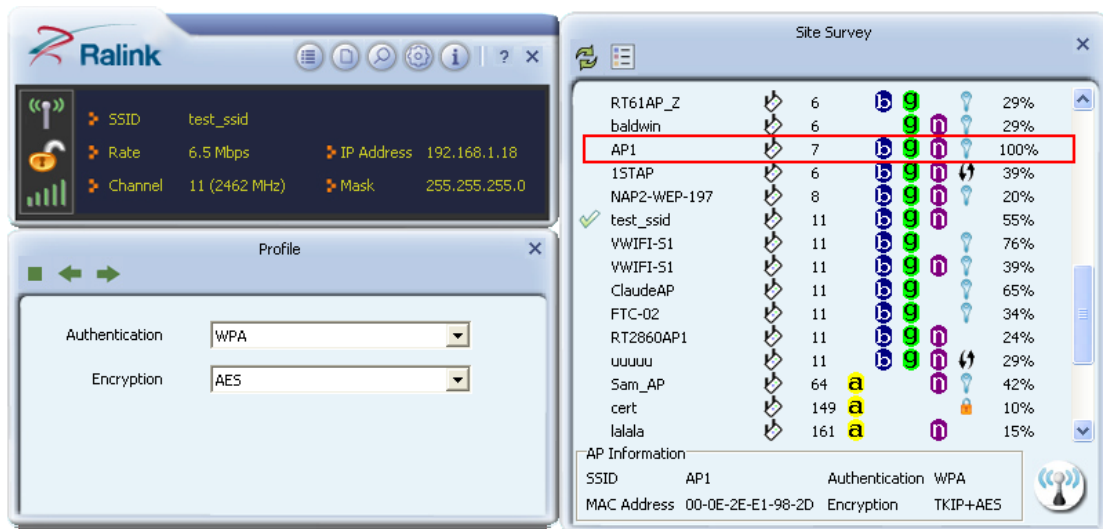 Ralink
? ×
SSID test_ssid
Rate 6.5 Mbps IP Address 192.168.1.18
Channel 11 (2462 MHz) Mask 255.255.255.0
Profile
Authentication WPA
Encryption AES
Site Survey
RT61AP_Z 6 b g 29%
baldwin 6 g n 29%
AP1 7 b g n 100%
1STAP 6 b g n 39%
NAP2-WEP-197 8 b g n 20%
test_ssid 11 b g n 55%
VWIFI-S1 11 b g 76%
VWIFI-S1 11 b g n 39%
ClaudeAP 11 b g 65%
FTC-02 11 b g 34%
RT2860AP1 11 b g n 24%
uuuuu 11 b g n 29%
Sam_AP 64 a n 42%
cert 149 a 10%
lalala 161 a n 15%
AP Information
SSID AP1 Authentication WPA
MAC Address 00-0E-2E-E1-98-2D Encryption TKIP+AES